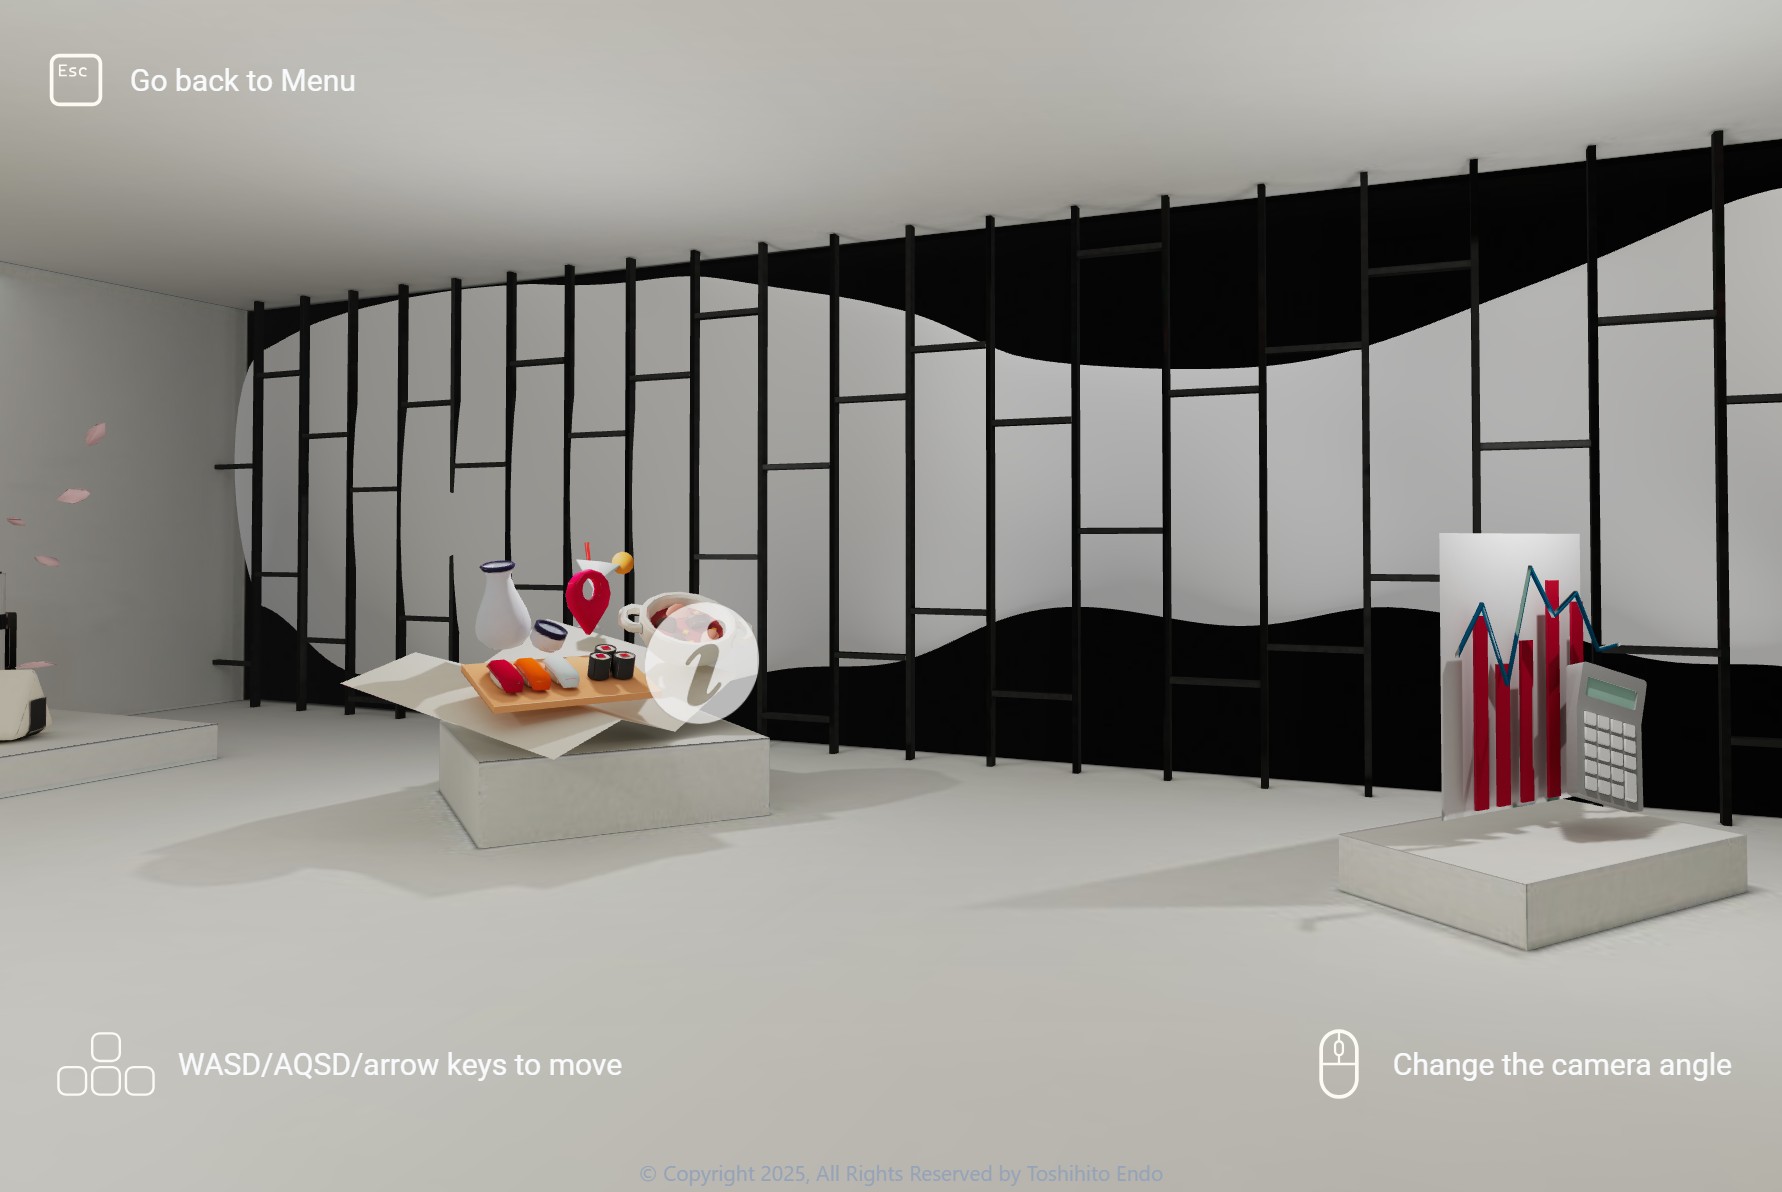 Esc
Go back to Menu
i
WASD/AQSD/arrow keys to move
Change the camera angle
© Copyright 2025, All Rights Reserved by Toshihito Endo